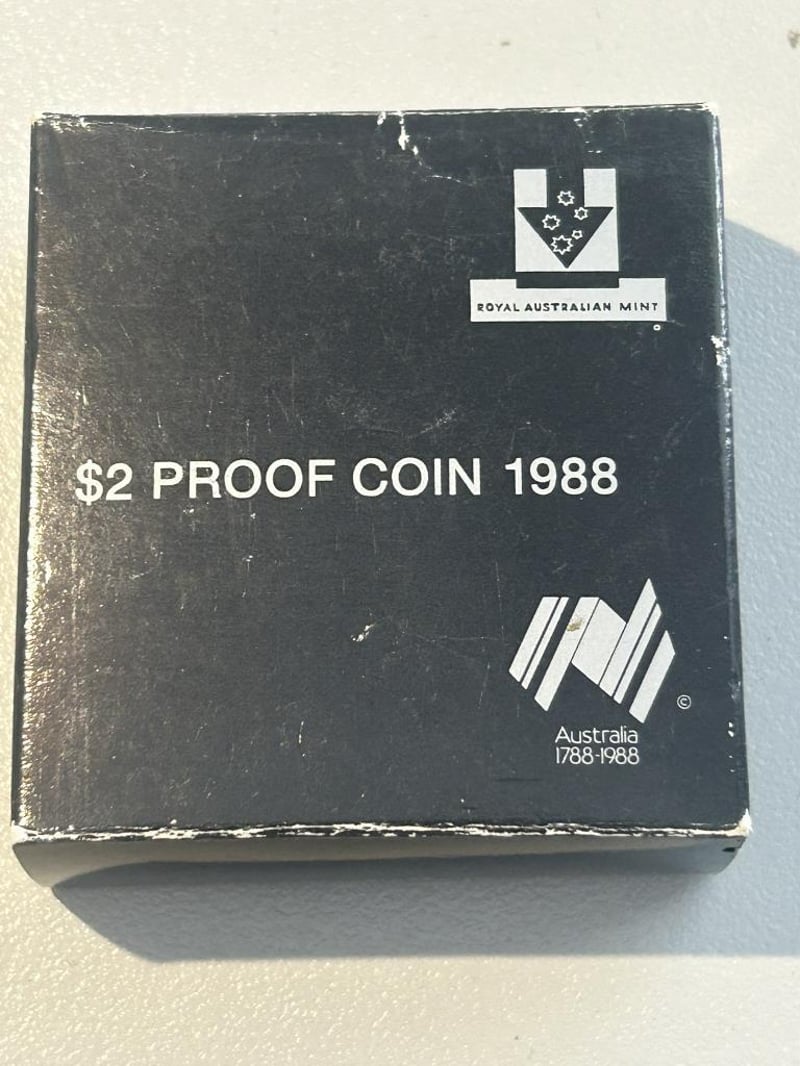 ROYAL AUSTRALIAN MINT
$2 PROOF COIN 1988
©
Australia
1788-1988